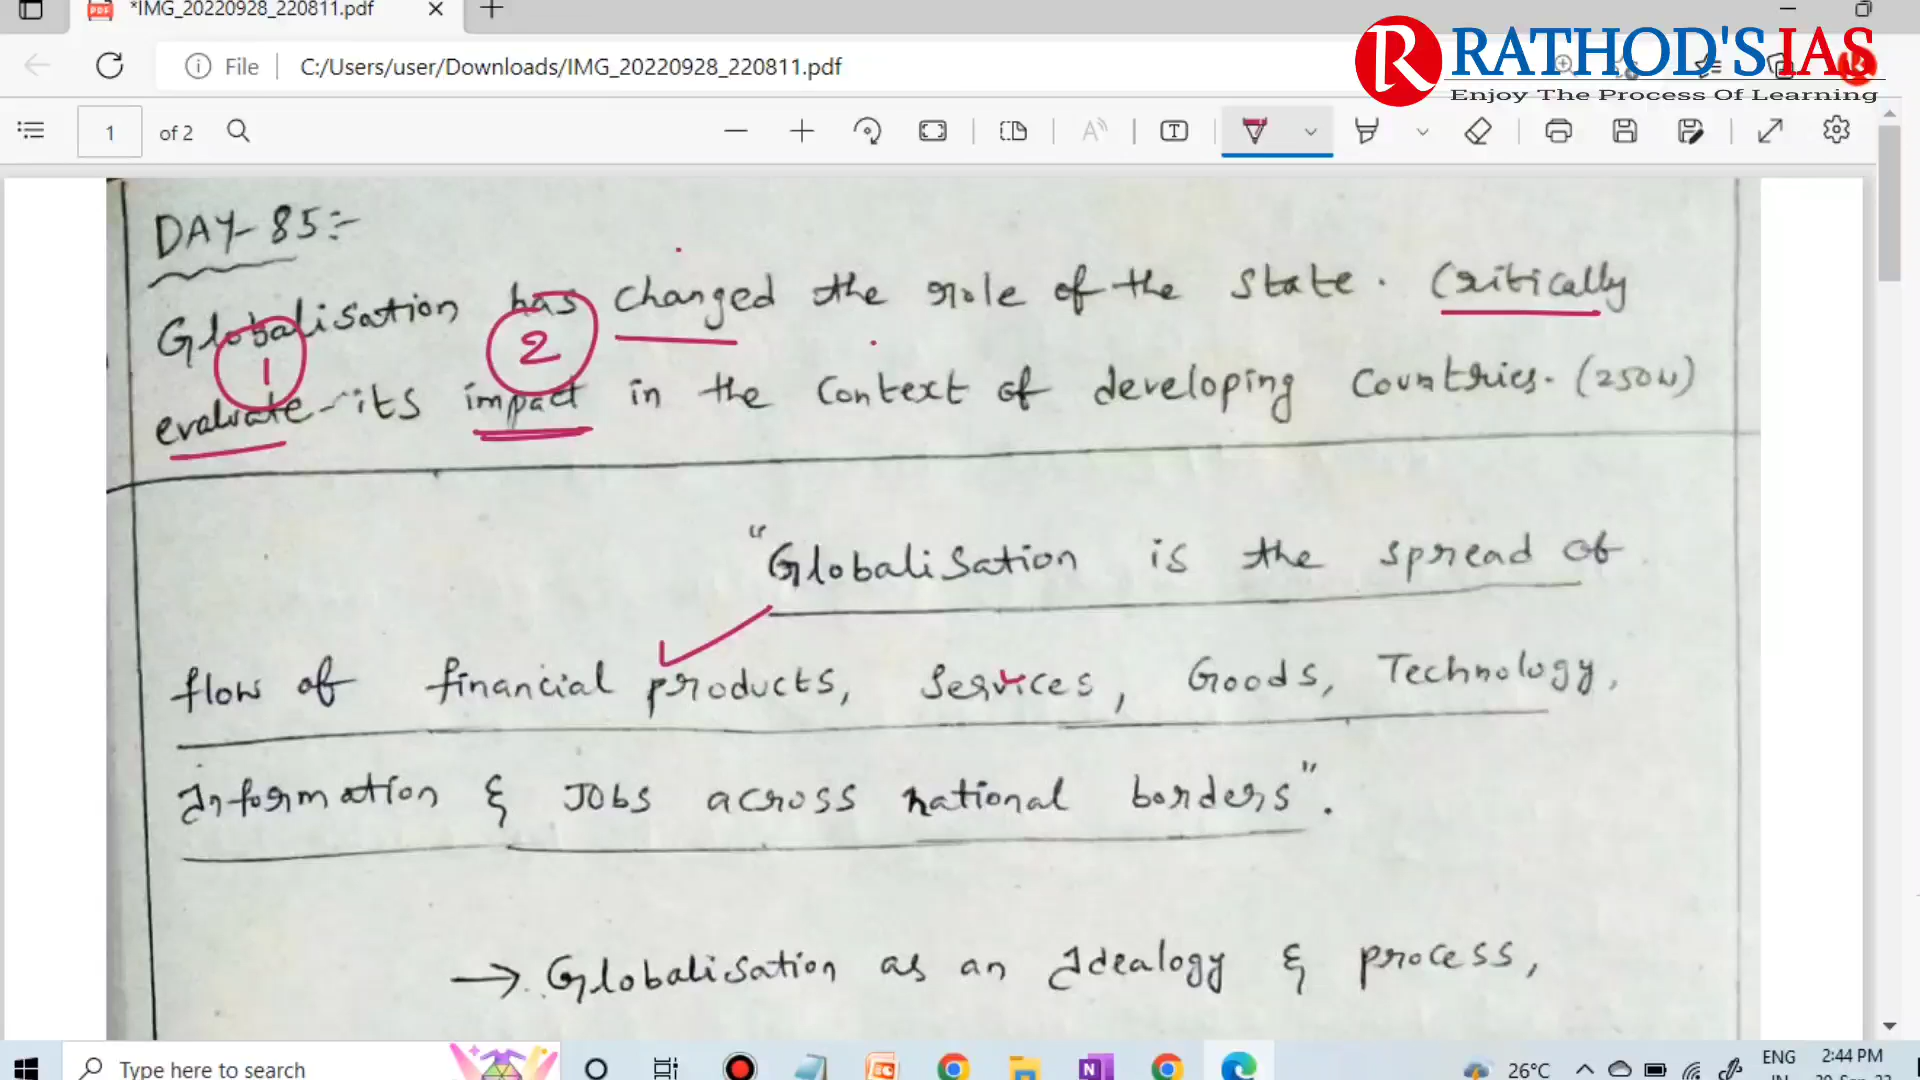 *IMG_20220928_220811.pdf
File
C:/Users/user/Downloads/IMG_20220928_220811.pdf
RATHOD'S IAS
Enjoy The Process Of Learning
1 of 2
DAY-85:-
Globalisation has changed the role of the state. Critically
1
2
evaluate its impact in the context of developing Countries. (250W)
"Globalisation is the spread of
flow of financial products, Services, Goods, Technology,
Information & JObs across national borders".
→ Globalisation as an Idealogy & process,
Type here to search
26°C
ENG
2:44 PM
IN